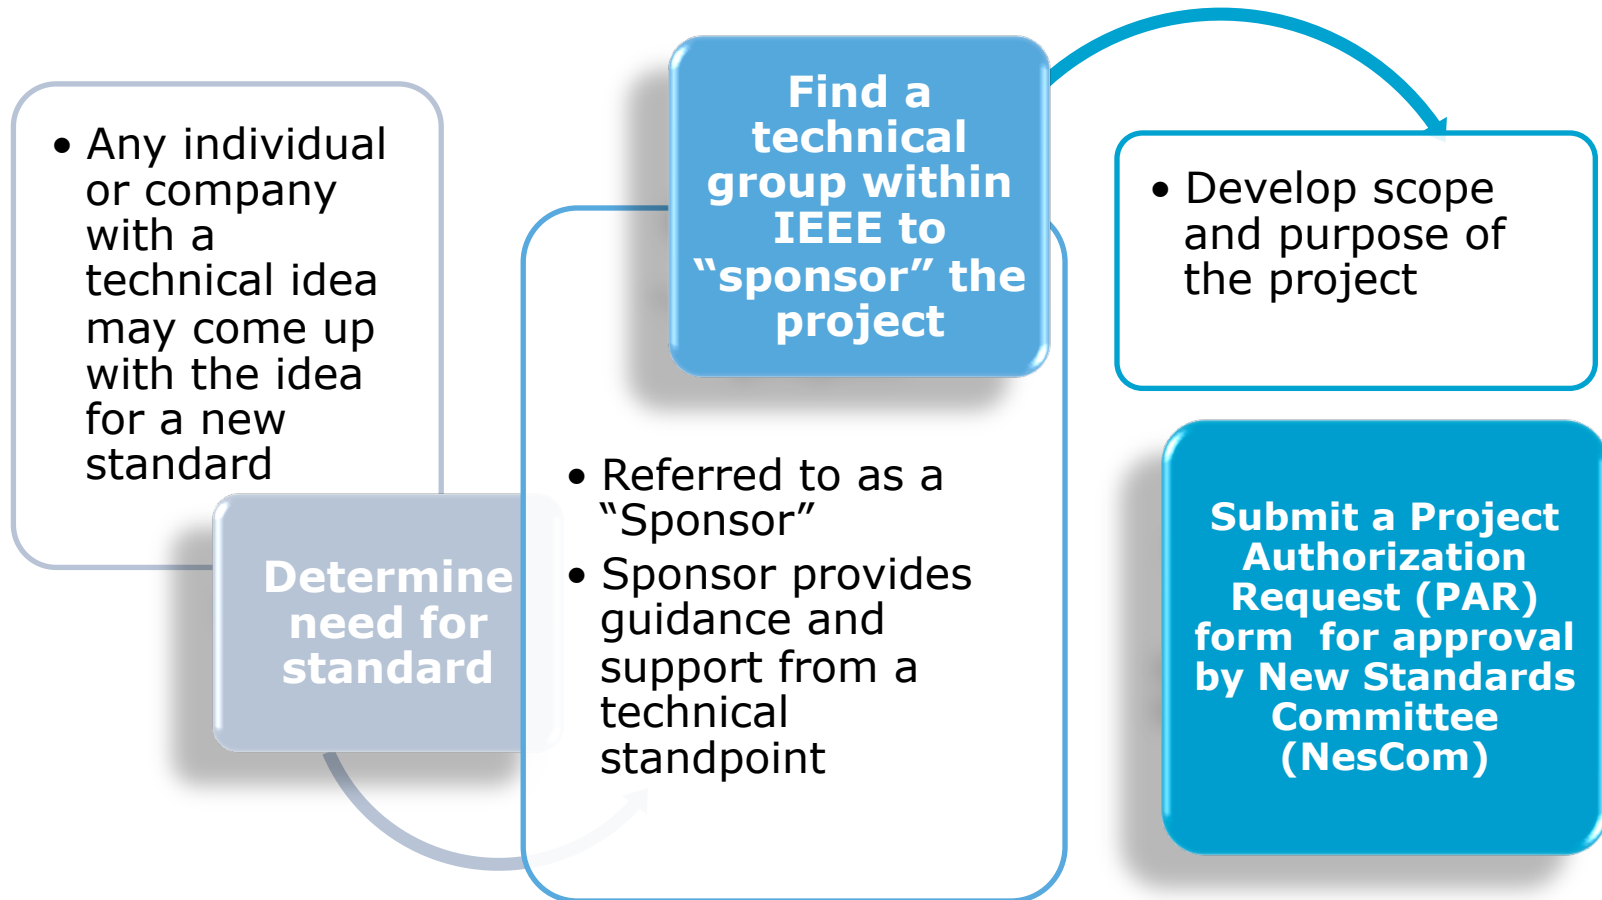 • Any individual
or company
with a
technical idea
may come up
with the idea
for a new
standard
Determine
need for
standard
Find a
technical
group within
IEEE to
“sponsor” the
project
• Referred to as a
“Sponsor”
• Sponsor provides
guidance and
support from a
technical
standpoint
• Develop scope
and purpose of
the project
Submit a Project
Authorization
Request (PAR)
form  for approval
by New Standards
Committee
(NesCom)